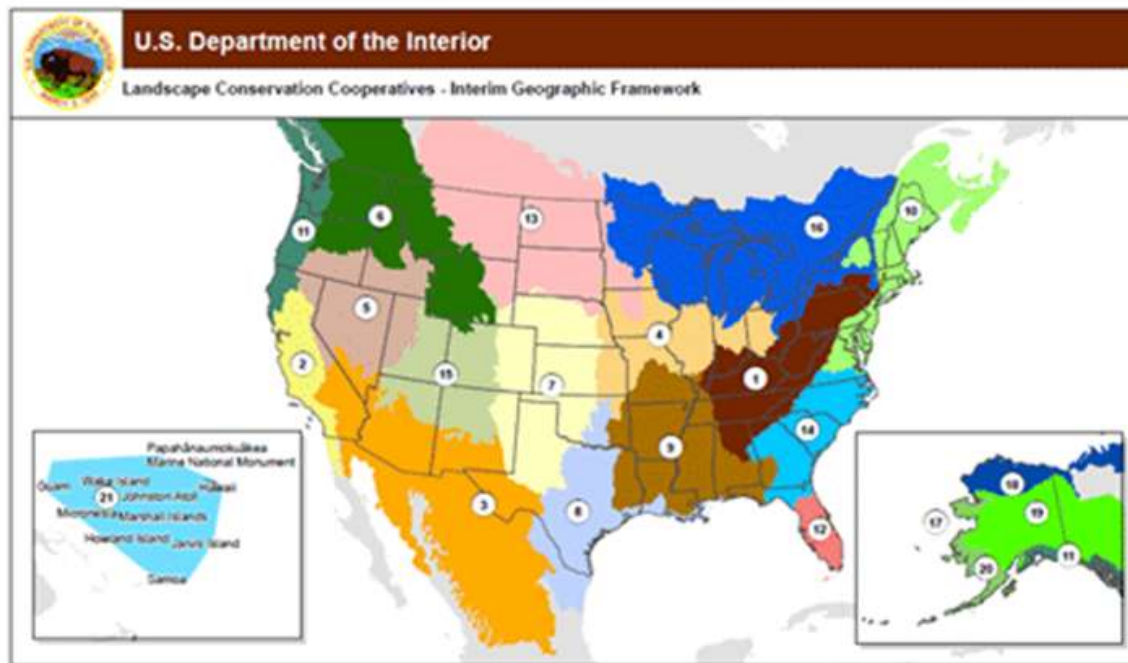 U.S. Department of the Interior
Landscape Conservation Cooperatives - Interim Geographic Framework
6
13
16
10
11
5
4
2
15
7
1
9
14
3
8
12
Papahānaumokuākea
Marine National Monument
Guam
Wake Island
Hawaii
21
Johnston Atoll
Micronesia
Marshall Islands
Howland Island
Jarvis Island
Samoa
18
17
19
20
11